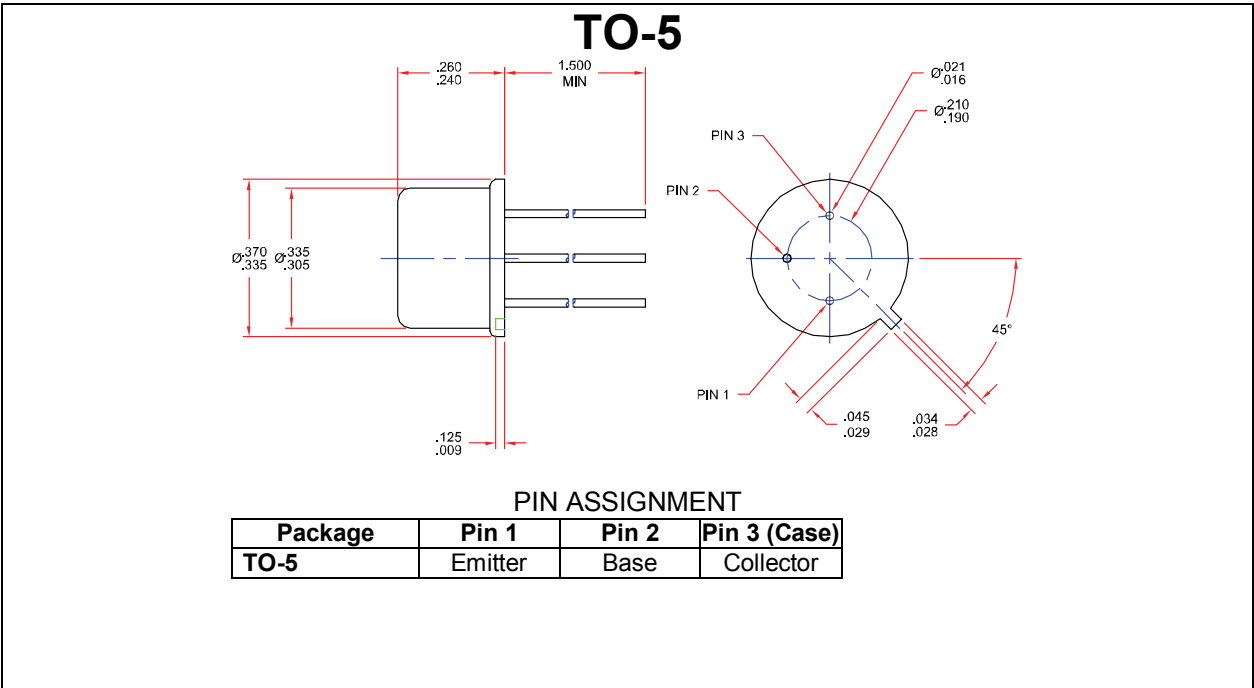 TO-5
.260
.240
1.500
MIN
Ø.021
.016
Ø.210
.190
PIN 3
PIN 2
Ø.370
.335
Ø.335
.305
45°
PIN 1
.045
.029
.034
.028
.125
.009
PIN ASSIGNMENT
Package Pin 1 Pin 2 Pin 3 (Case)
TO-5 Emitter Base Collector